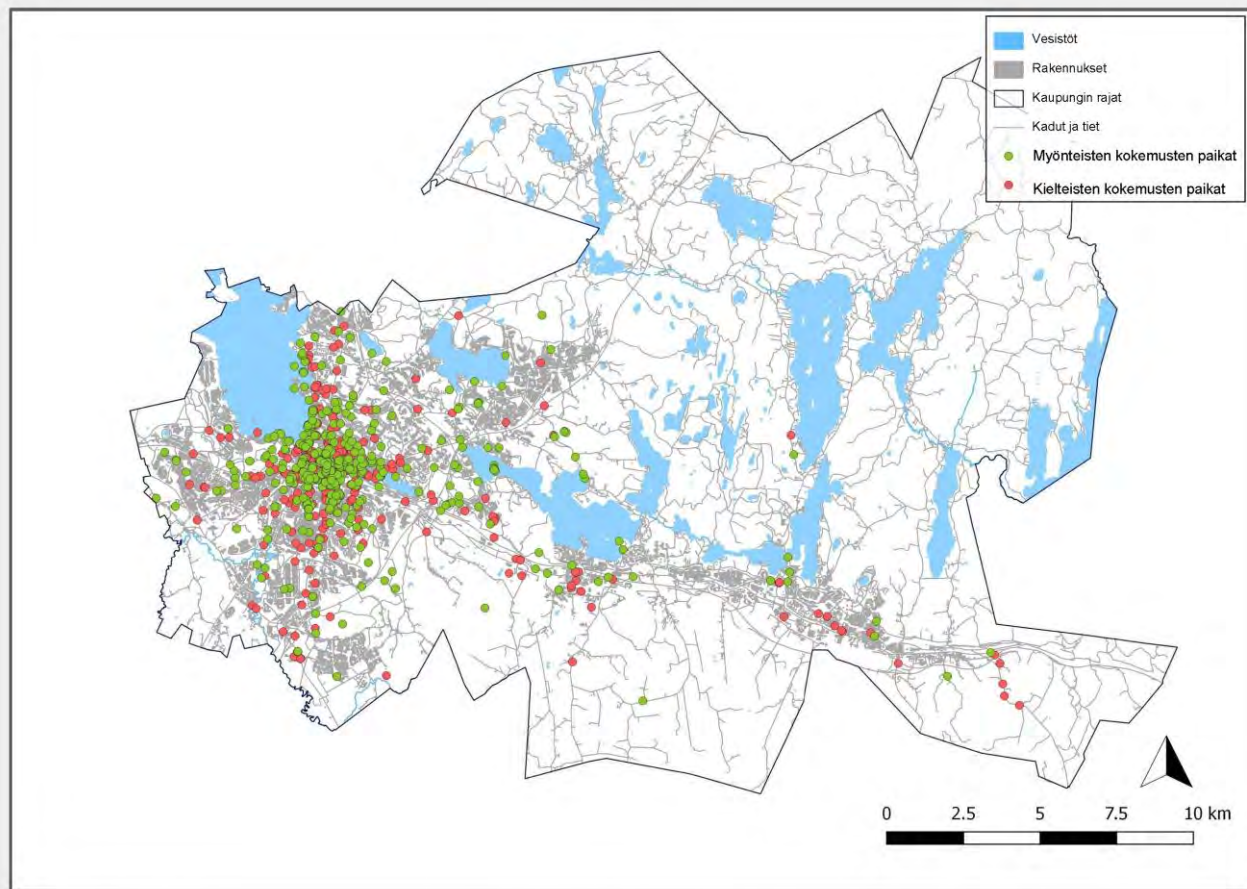 Vesistöt
Rakennukset
Kaupungin rajat
Kadut ja tiet
Myönteisten kokemusten paikat
Kielteisten kokemusten paikat
0 2.5 5 7.5 10 km